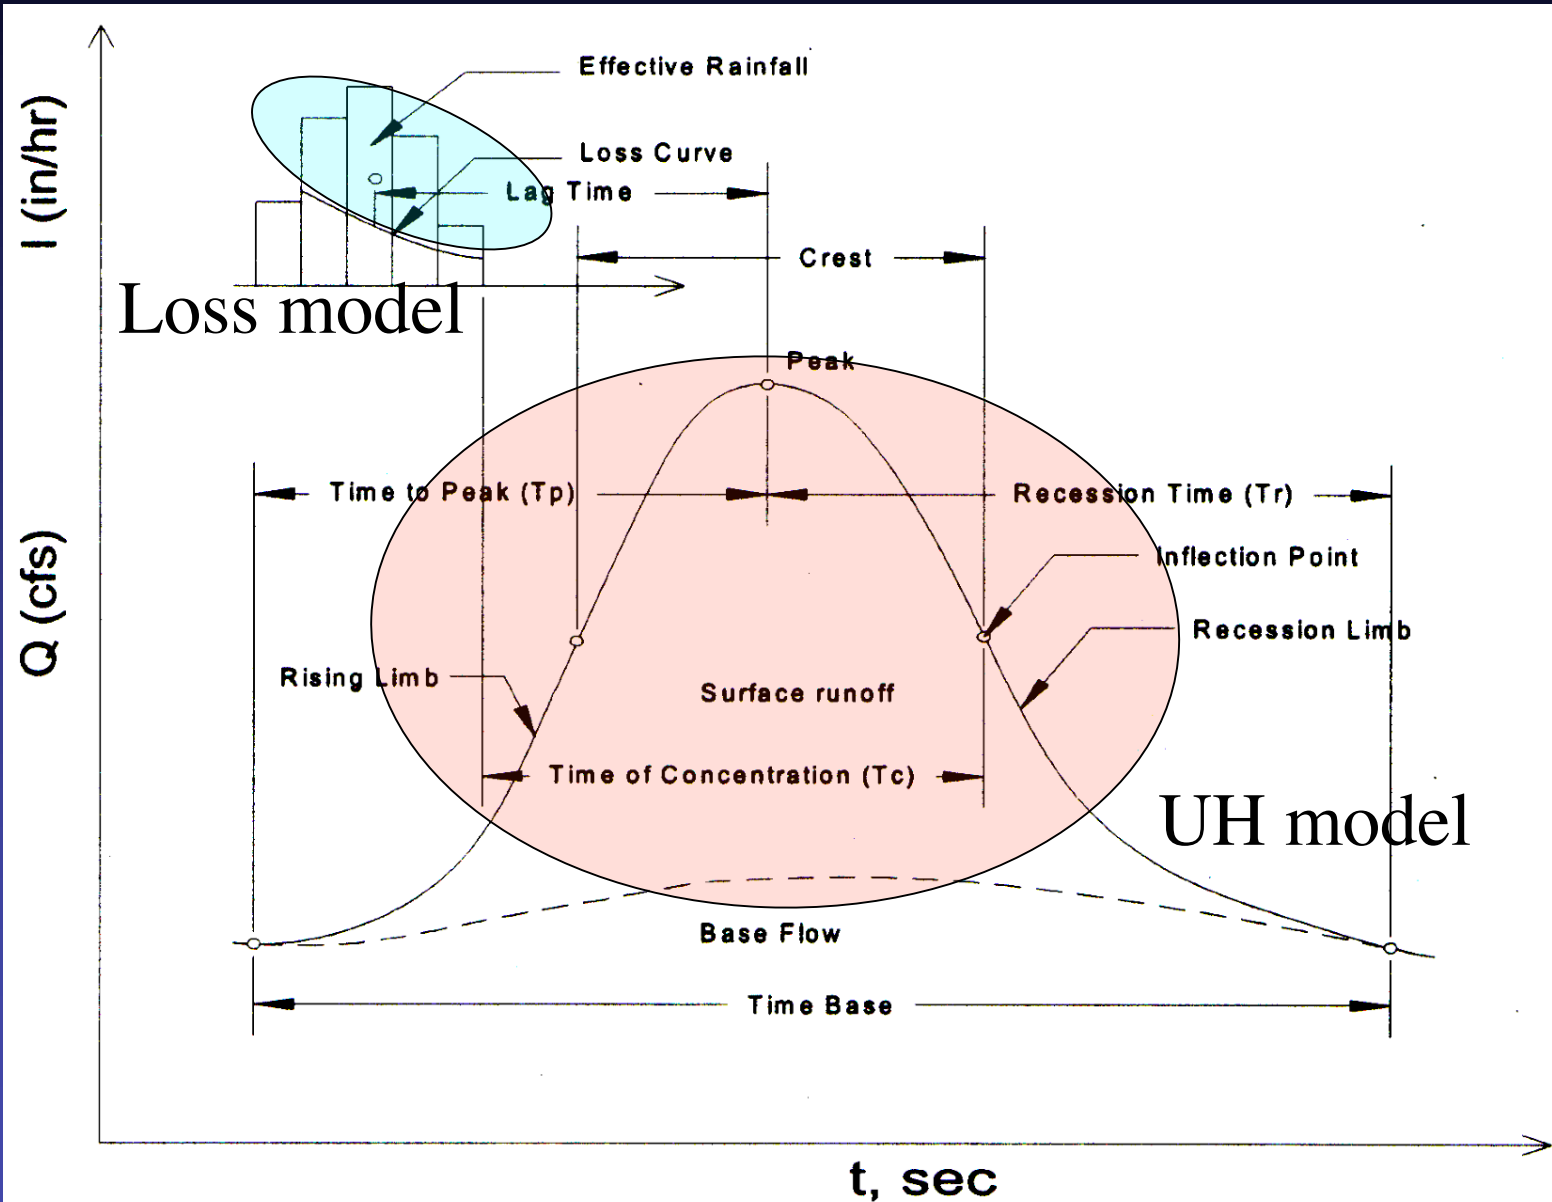 I (in/hr)
Effective Rainfall
Loss Curve
Lag Time
Crest
Loss model
Peak
Time to Peak (Tp)
Recession Time (Tr)
Q (cfs)
Inflection Point
Recession Limb
Rising Limb
Surface runoff
Time of Concentration (Tc)
UH model
Base Flow
Time Base
t, sec